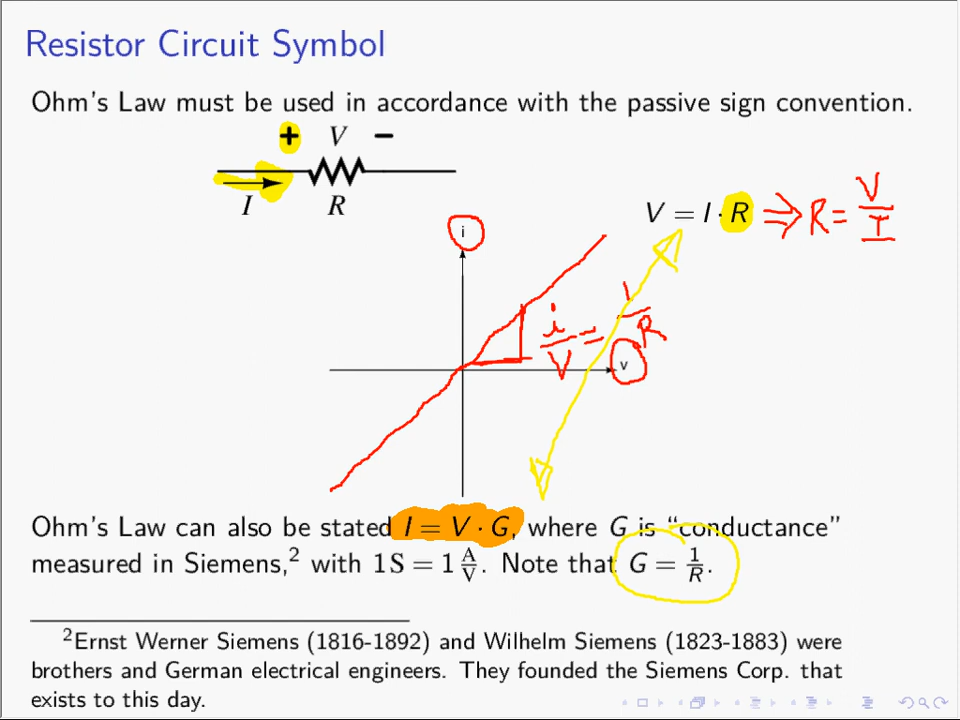 Resistor Circuit Symbol
Ohm's Law must be used in accordance with the passive sign convention.
+ V −
I R
V = I · R ⇒ R = V/I
i
i/V = 1/R
v
Ohm's Law can also be stated I = V · G, where G is "conductance"
measured in Siemens,² with 1S = 1 A/V. Note that G = 1/R.
²Ernst Werner Siemens (1816-1892) and Wilhelm Siemens (1823-1883) were
brothers and German electrical engineers. They founded the Siemens Corp. that
exists to this day.